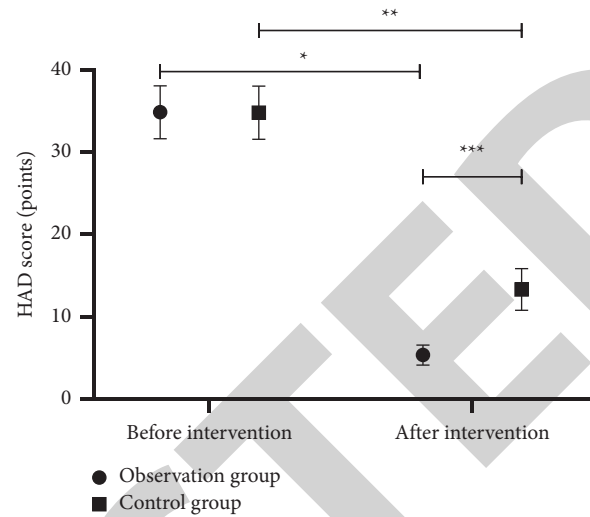 **
*
***
40
30
20
10
0
HAD score (points)
Before intervention
After intervention
Observation group
Control group